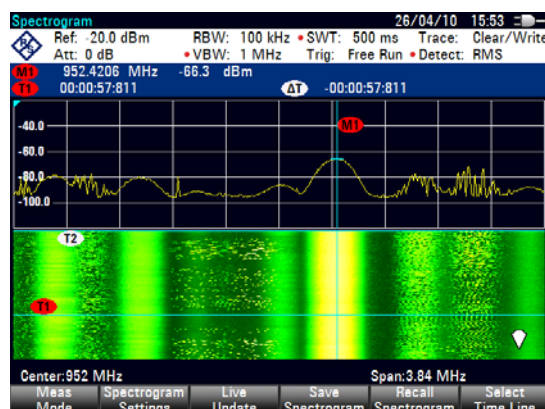 Spectrogram 26/04/10 15:53
Ref: -20.0 dBm RBW: 100 kHz • SWT: 500 ms Trace: Clear/Write
Att: 0 dB • VBW: 1 MHz Trig: Free Run • Detect: RMS
M1 952.4206 MHz -66.3 dBm
T1 00:00:57:811 ΔT -00:00:57:811
M1
-40.0
-60.0
-80.0
-100.0
T2
T1
Center:952 MHz Span:3.84 MHz
Meas Spectrogram Live Save Recall Select
Mode Settings Update Spectrogram Spectrogram Time Line